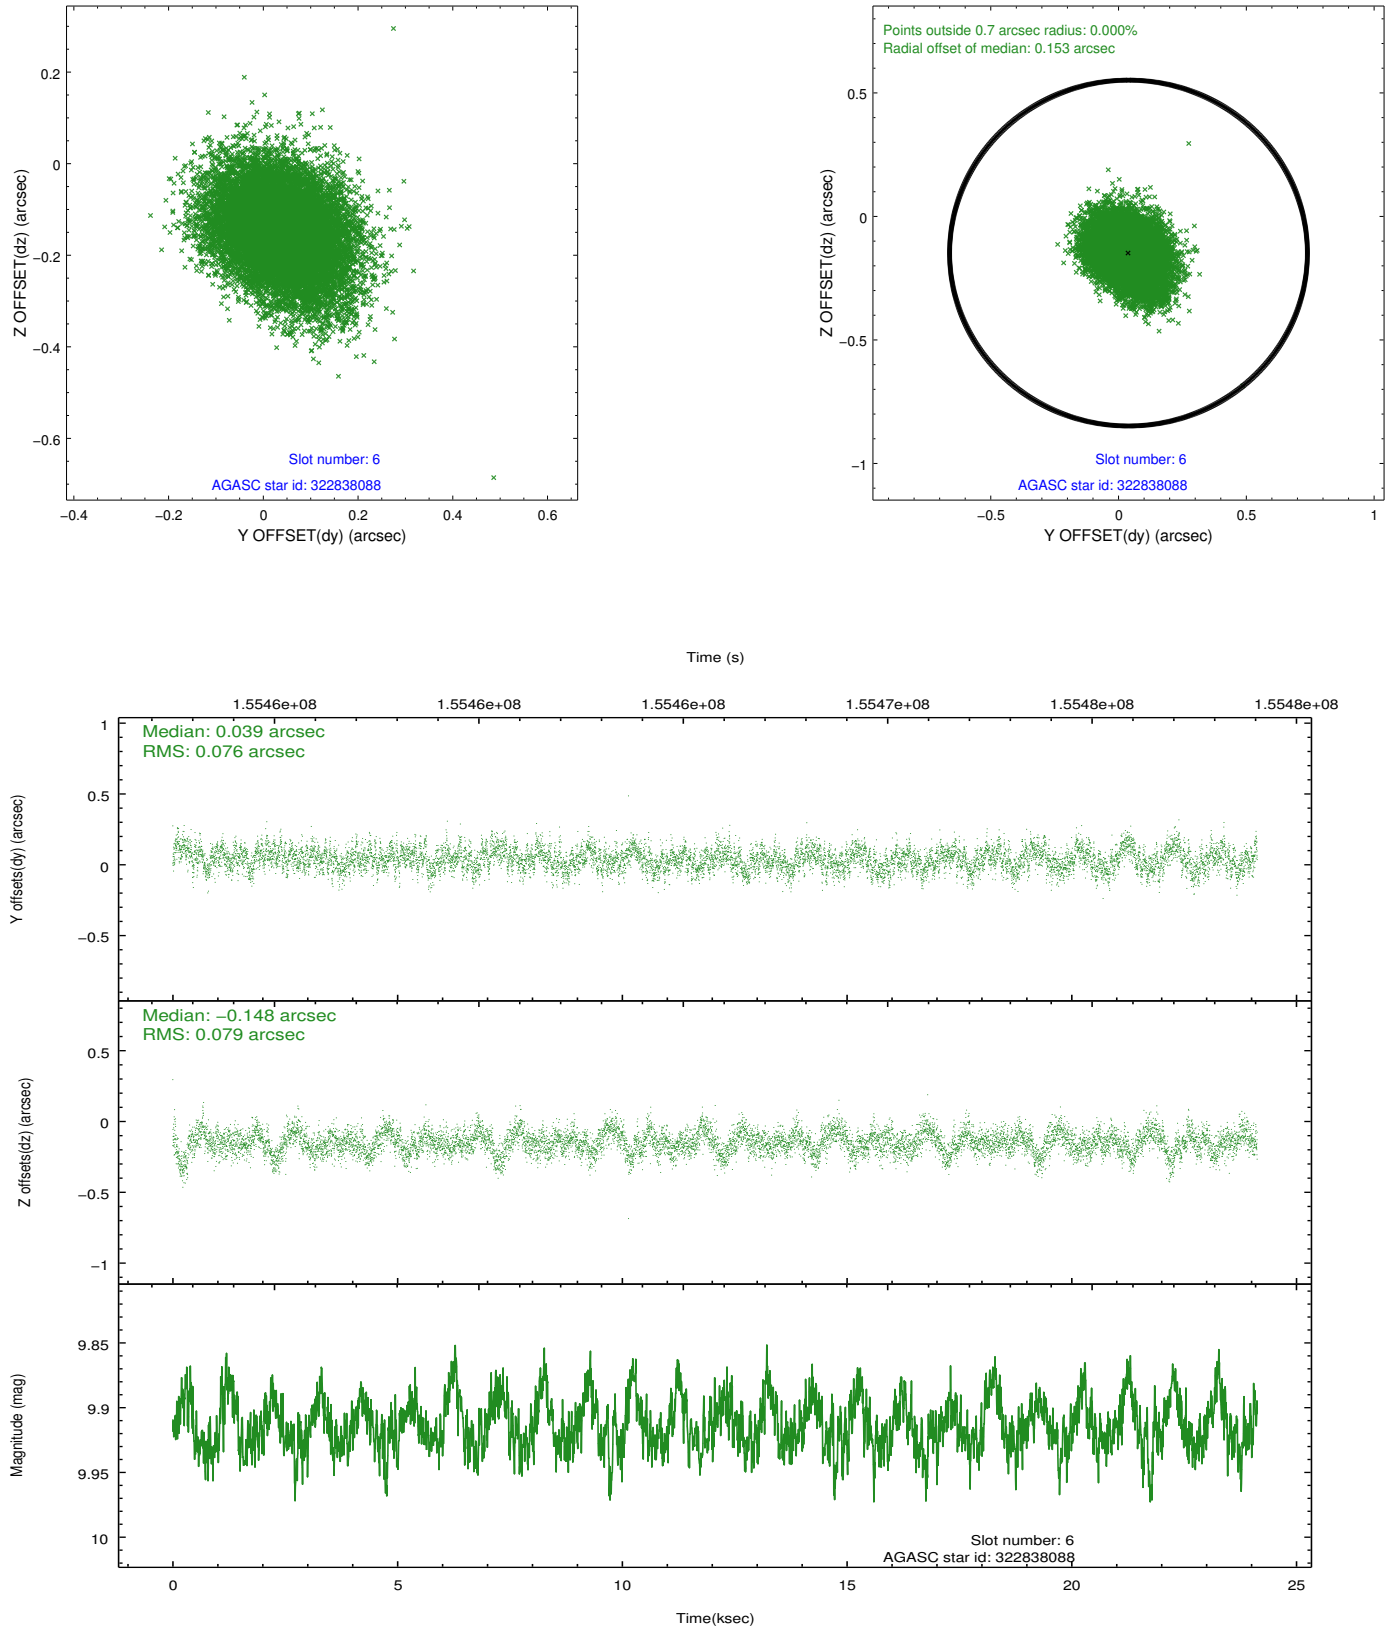 Points outside 0.7 arcsec radius: 0.000%
Radial offset of median: 0.153 arcsec
0.2
0
−0.2
−0.4
−0.6
Z OFFSET(dz) (arcsec)
Slot number: 6
AGASC star id: 322838088
−0.4
−0.2
0
0.2
0.4
0.6
Y OFFSET(dy) (arcsec)
0.5
0
−0.5
−1
Z OFFSET(dz) (arcsec)
Slot number: 6
AGASC star id: 322838088
−0.5
0
0.5
1
Y OFFSET(dy) (arcsec)
Time (s)
1.5546e+08
1.5546e+08
1.5546e+08
1.5547e+08
1.5548e+08
1.5548e+08
Median: 0.039 arcsec
RMS: 0.076 arcsec
1
0.5
0
−0.5
Y offsets(dy) (arcsec)
Median: −0.148 arcsec
RMS: 0.079 arcsec
0.5
0
−0.5
−1
Z offsets(dz) (arcsec)
9.85
9.9
9.95
10
Magnitude (mag)
Slot number: 6
AGASC star id: 322838088
0
5
10
15
20
25
Time(ksec)